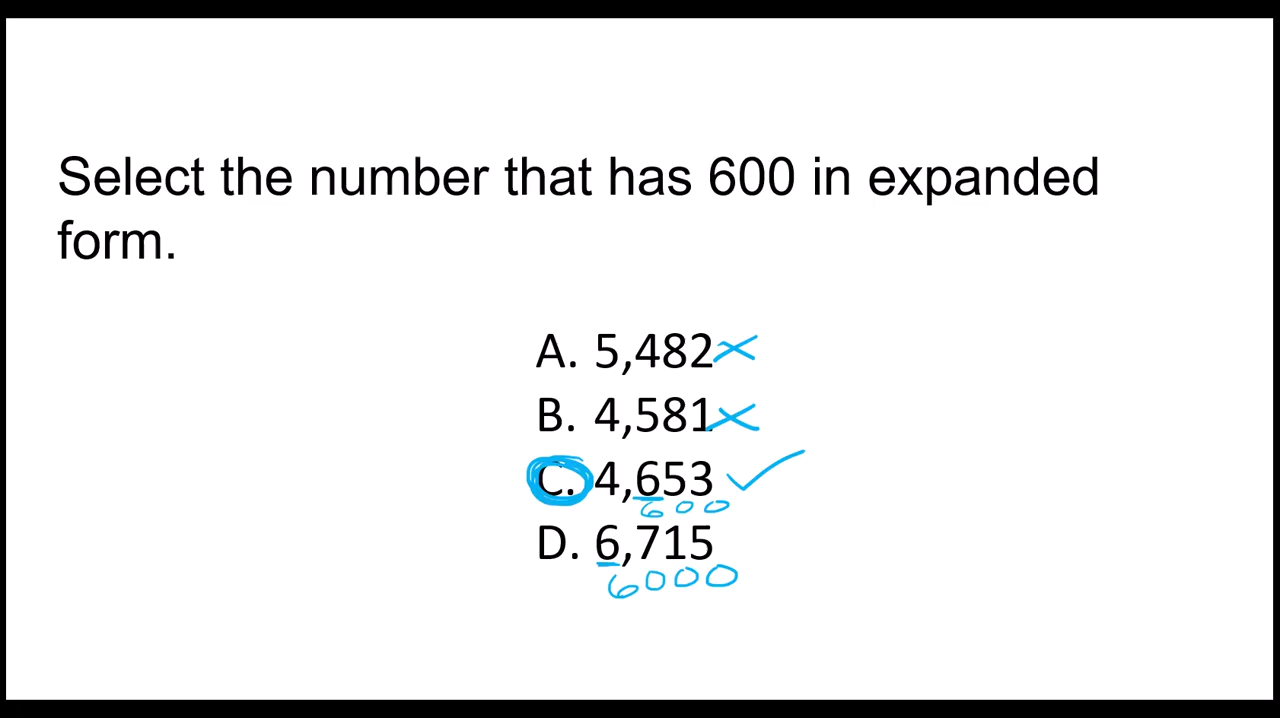 Select the number that has 600 in expanded
form.
A. 5,482
B. 4,581
C. 4,653
600
D. 6,715
6000